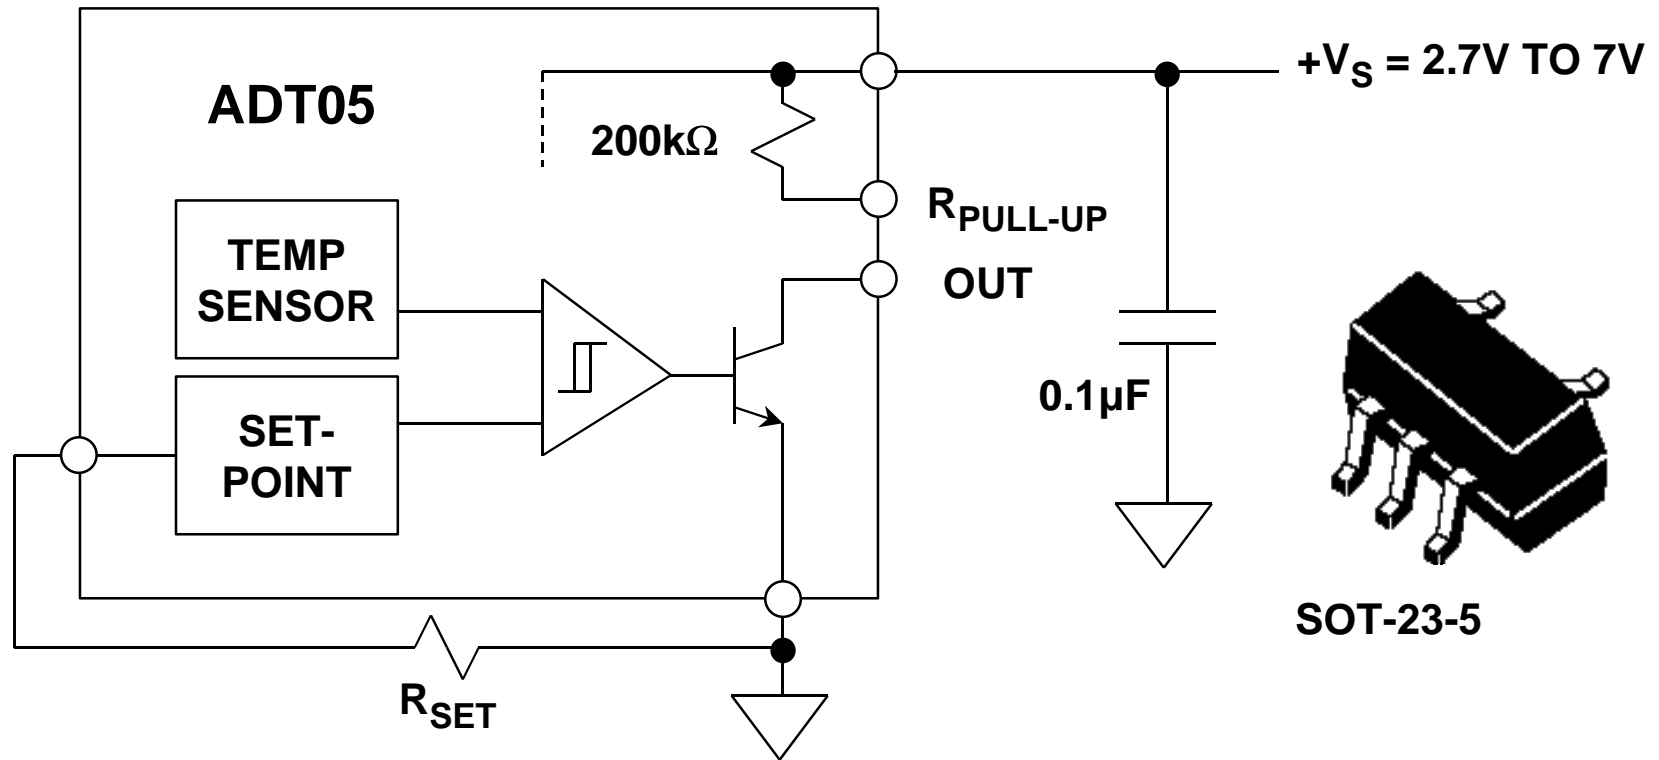 +VS = 2.7V TO 7V
ADT05
200kΩ
RPULL-UP
TEMP
SENSOR
OUT
0.1µF
SET-
POINT
SOT-23-5
RSET